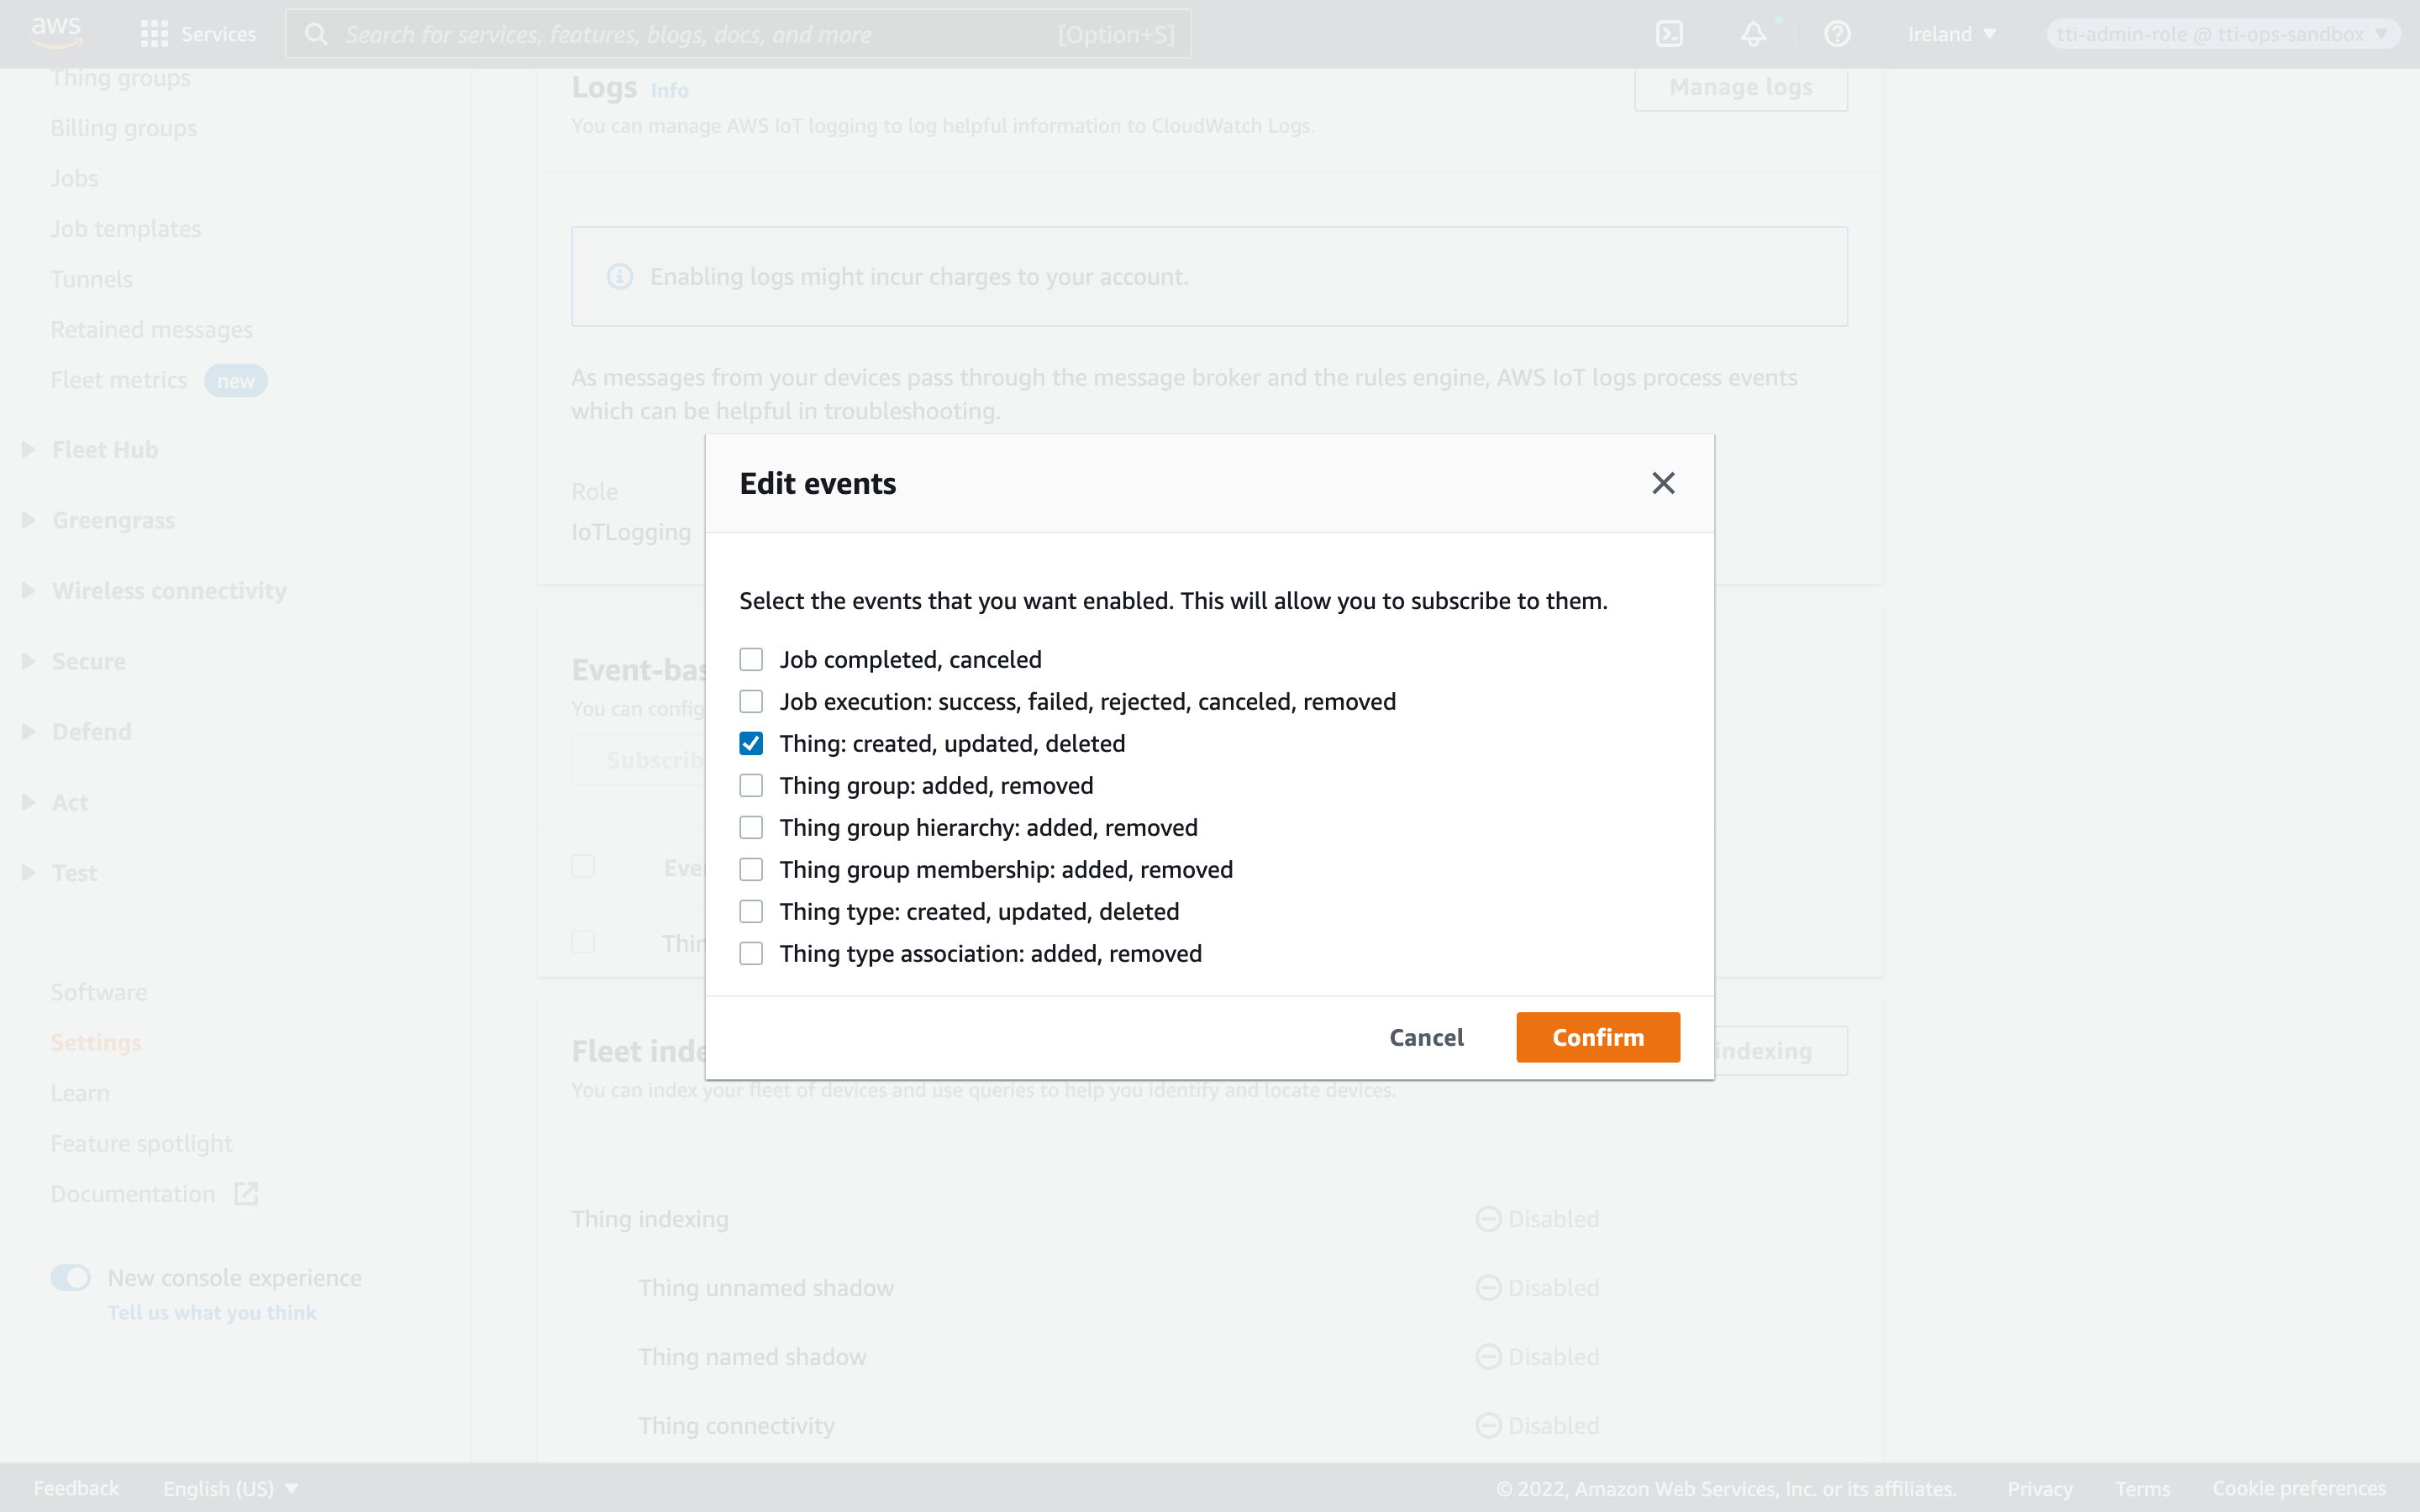 aws
Services
Search for services, features, blogs, docs, and more
[Option+S]
Ireland
tti-admin-role @ tti-ops-sandbox
Thing groups
Billing groups
Jobs
Job templates
Tunnels
Retained messages
Fleet metrics new
Fleet Hub
Greengrass
Wireless connectivity
Secure
Defend
Act
Test
Software
Settings
Learn
Feature spotlight
Documentation
New console experience
Tell us what you think
Logs Info
Manage logs
You can manage AWS IoT logging to log helpful information to CloudWatch Logs.
Enabling logs might incur charges to your account.
As messages from your devices pass through the message broker and the rules engine, AWS IoT logs process events
which can be helpful in troubleshooting.
Role
IoTLogging
Event-bas
You can config
Subscrib
Eve
Thin
Edit events
Select the events that you want enabled. This will allow you to subscribe to them.
Job completed, canceled
Job execution: success, failed, rejected, canceled, removed
Thing: created, updated, deleted
Thing group: added, removed
Thing group hierarchy: added, removed
Thing group membership: added, removed
Thing type: created, updated, deleted
Thing type association: added, removed
Cancel
Confirm
Fleet inde
indexing
You can index your fleet of devices and use queries to help you identify and locate devices.
Thing indexing
Disabled
Thing unnamed shadow
Disabled
Thing named shadow
Disabled
Thing connectivity
Disabled
Feedback
English (US)
© 2022, Amazon Web Services, Inc. or its affiliates.
Privacy
Terms
Cookie preferences